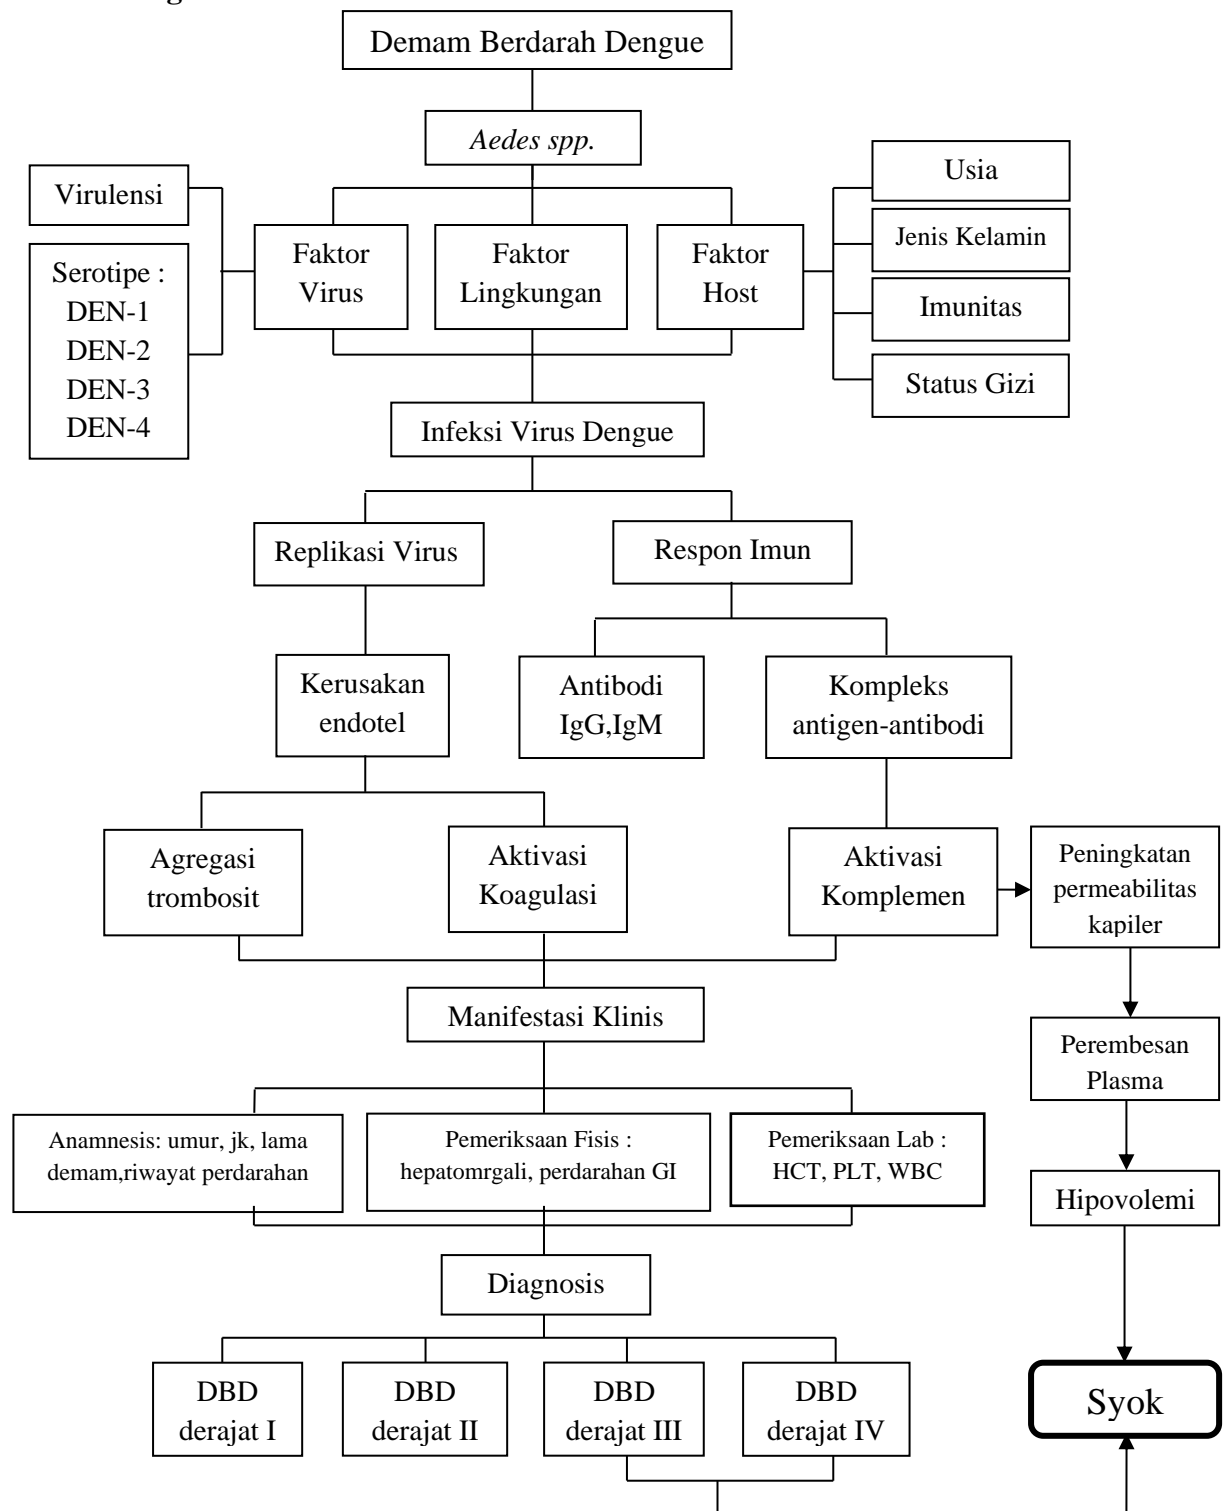 Demam Berdarah Dengue
Aedes spp.
Virulensi
Serotipe :
DEN-1
DEN-2
DEN-3
DEN-4
Faktor
Virus
Faktor
Lingkungan
Faktor
Host
Usia
Jenis Kelamin
Imunitas
Status Gizi
Infeksi Virus Dengue
Replikasi Virus
Respon Imun
Kerusakan
endotel
Antibodi
IgG,IgM
Kompleks
antigen-antibodi
Agregasi
trombosit
Aktivasi
Koagulasi
Aktivasi
Komplemen
Peningkatan
permeabilitas
kapiler
Manifestasi Klinis
Perembesan
Plasma
Anamnesis: umur, jk, lama
demam,riwayat perdarahan
Pemeriksaan Fisis :
hepatomrgali, perdarahan GI
Pemeriksaan Lab :
HCT, PLT, WBC
Hipovolemi
Diagnosis
DBD
derajat I
DBD
derajat II
DBD
derajat III
DBD
derajat IV
Syok